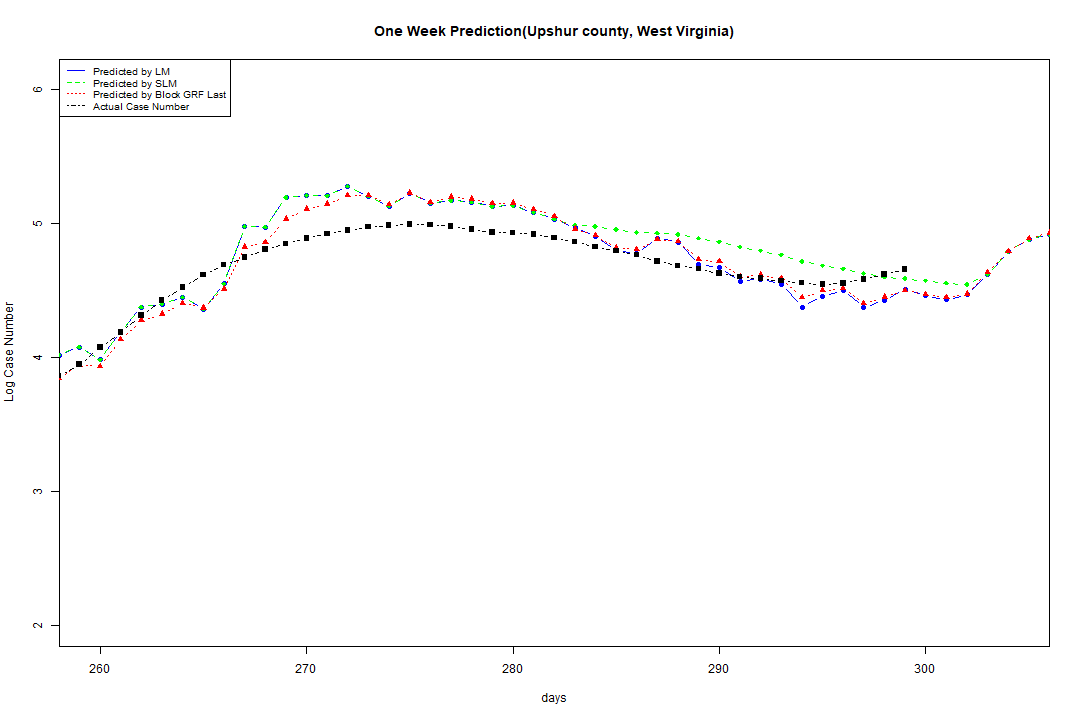 One Week Prediction(Upshur county, West Virginia)
Predicted by LM
Predicted by SLM
Predicted by Block GRF Last
Actual Case Number
6
5
4
3
2
Log Case Number
260 270 280 290 300
days